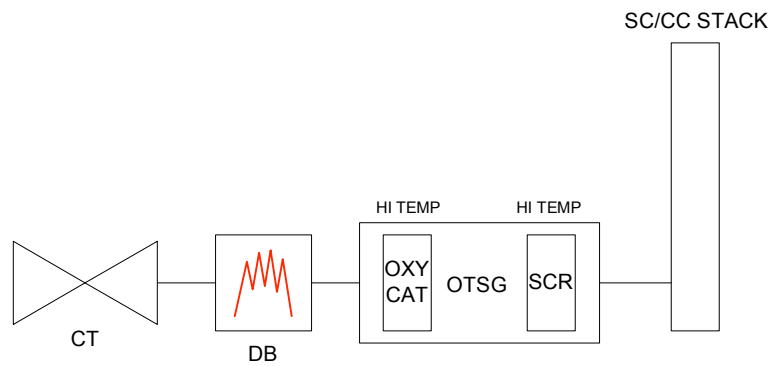 SC/CC STACK
HI TEMP
HI TEMP
OXY
CAT
OTSG
SCR
CT
DB